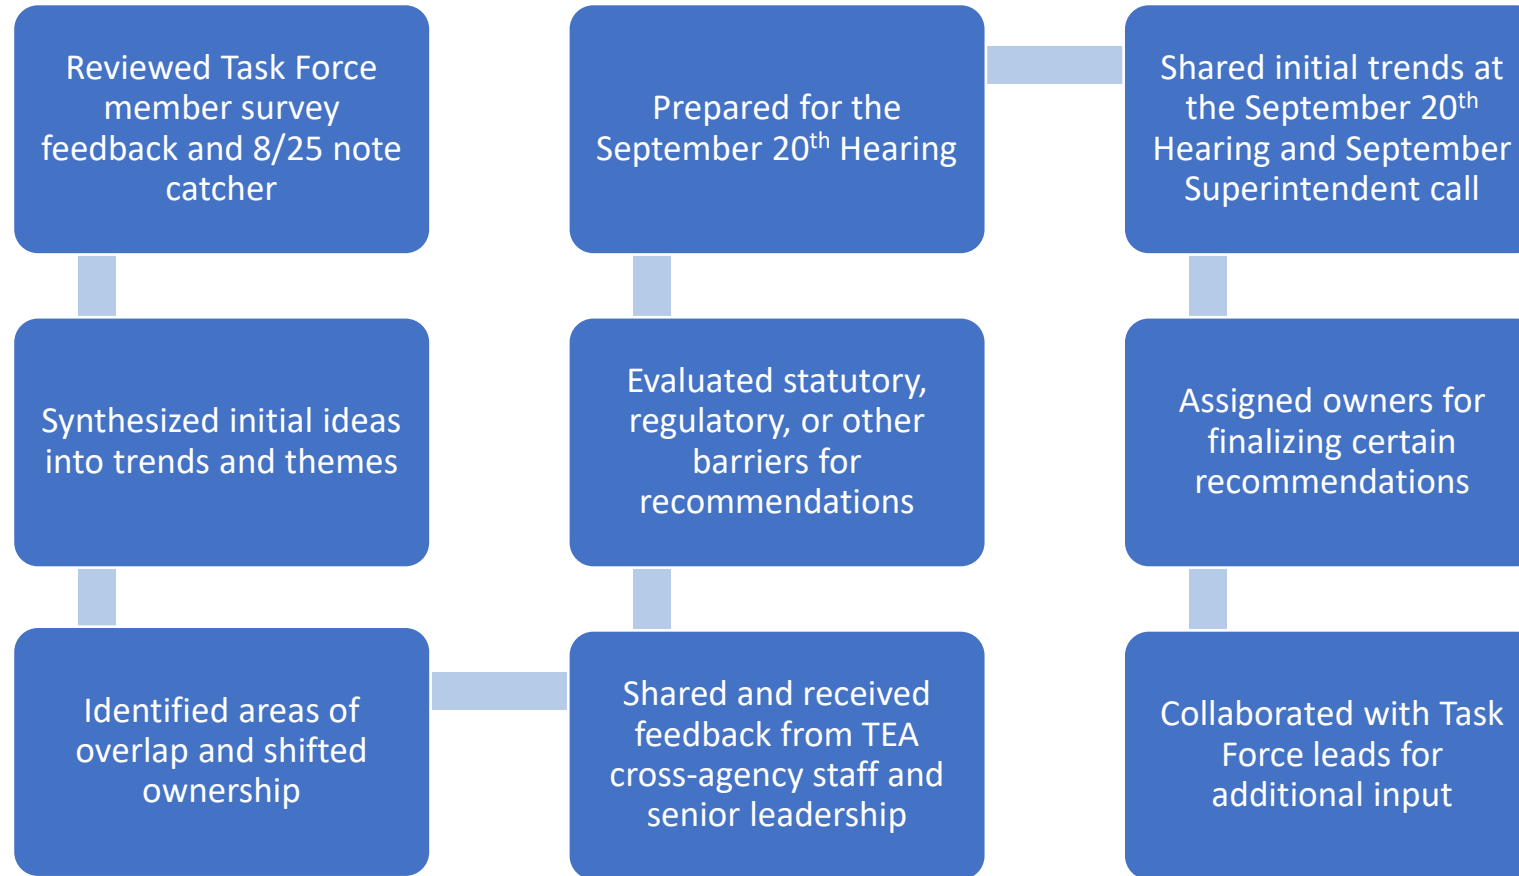 Reviewed Task Force
member survey
feedback and 8/25 note
catcher
Synthesized initial ideas
into trends and themes
Identified areas of
overlap and shifted
ownership
Shared and received
feedback from TEA
cross-agency staff and
senior leadership
Evaluated statutory,
regulatory, or other
barriers for
recommendations
Prepared for the
September 20th Hearing
Shared initial trends at
the September 20th
Hearing and September
Superintendent call
Assigned owners for
finalizing certain
recommendations
Collaborated with Task
Force leads for
additional input